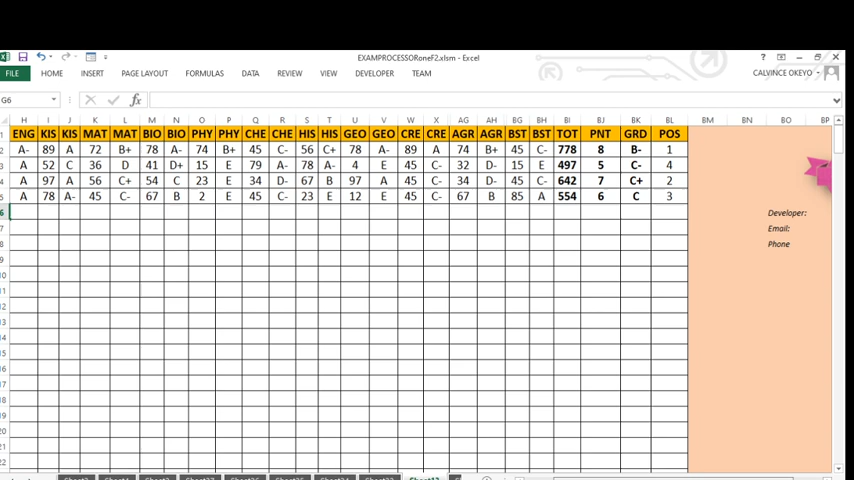 EXAMPROCESSORoneF2.xlsm - Excel
FILE HOME INSERT PAGE LAYOUT FORMULAS DATA REVIEW VIEW DEVELOPER TEAM CALVINCE OKEYO
G6 fx
H I J K L M N O P Q R S T U V W X AG AH BG BH BI BJ BK BL BM BN BO BP
1 ENG KIS KIS MAT MAT BIO BIO PHY PHY CHE CHE HIS HIS GEO GEO CRE CRE AGR AGR BST BST TOT PNT GRD POS
2 A- 89 A 72 B+ 78 A- 74 B+ 45 C- 56 C+ 78 A- 89 A 74 B+ 45 C- 778 8 B- 1
3 A 52 C 36 D 41 D+ 15 E 79 A- 78 A- 4 E 45 C- 32 D- 15 E 497 5 C- 4
4 A 97 A 56 C+ 54 C 23 E 34 D- 67 B 97 A 45 C- 34 D- 45 C- 642 7 C+ 2
5 A 78 A- 45 C- 67 B 2 E 45 C- 23 E 12 E 45 C- 67 B 85 A 554 6 C 3
6 Developer:
7 Email:
8 Phone
9
10
11
12
13
14
15
16
17
18
19
20
21
22